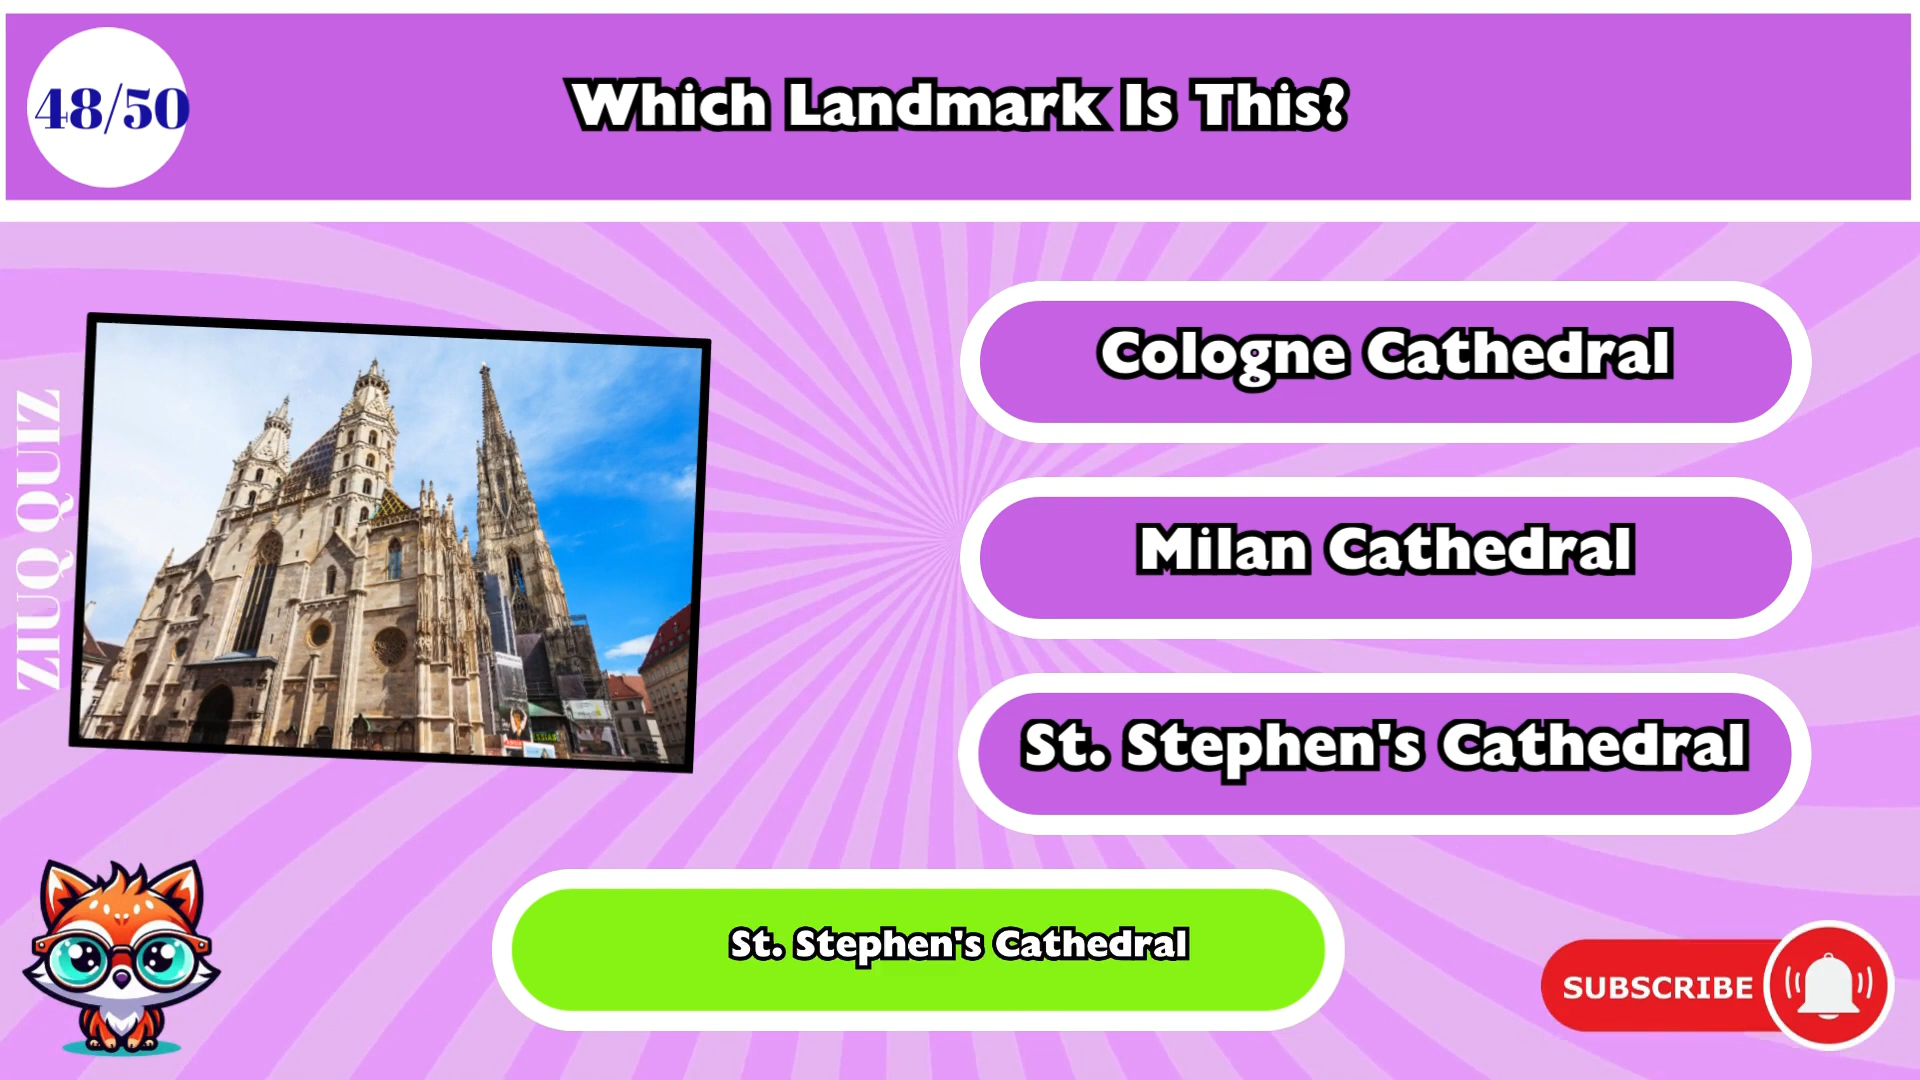 48/50
Which Landmark Is This?
ZIUQ QUIZ
Cologne Cathedral
Milan Cathedral
St. Stephen's Cathedral
St. Stephen's Cathedral
SUBSCRIBE